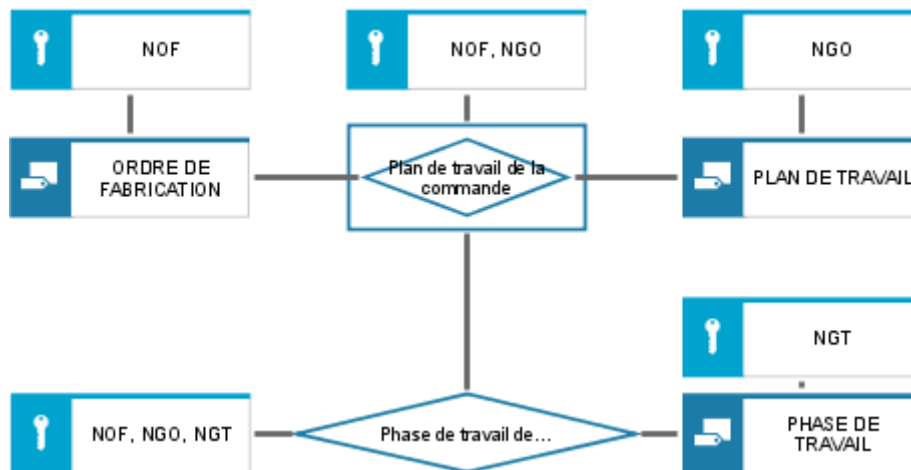 NOF
NOF, NGO
NGO
ORDRE DE
FABRICATION
Plan de travail de la
commande
PLAN DE TRAVAIL
NGT
NOF, NGO, NGT
Phase de travail de...
PHASE DE
TRAVAIL